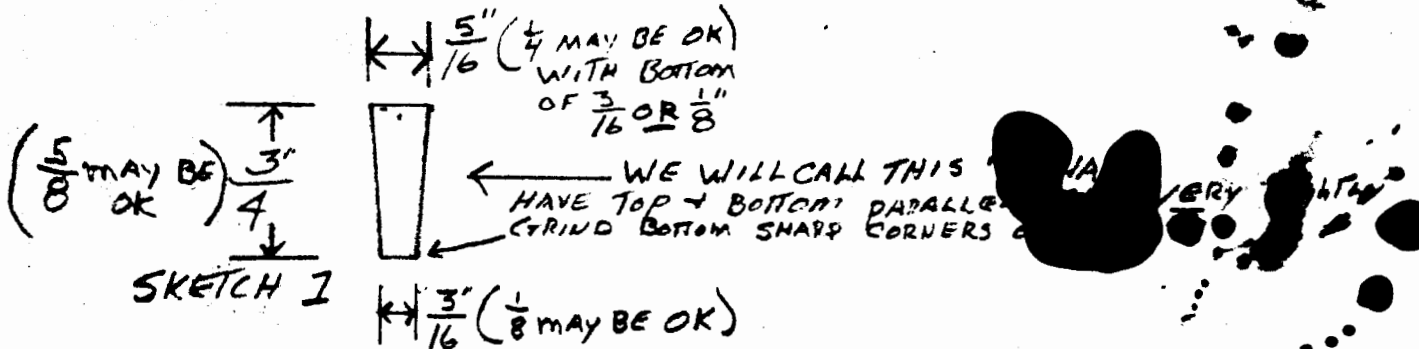 5"/16 (1/4 MAY BE OK)
WITH BOTTOM
OF 3/16 OR 1/8"
(5/8 MAY BE OK) 3"/4
WE WILL CALL THIS
HAVE TOP + BOTTOM
GRIND BOTTOM SHARP CORNERS
VERY
SKETCH 1
3"/16 (1/8 MAY BE OK)